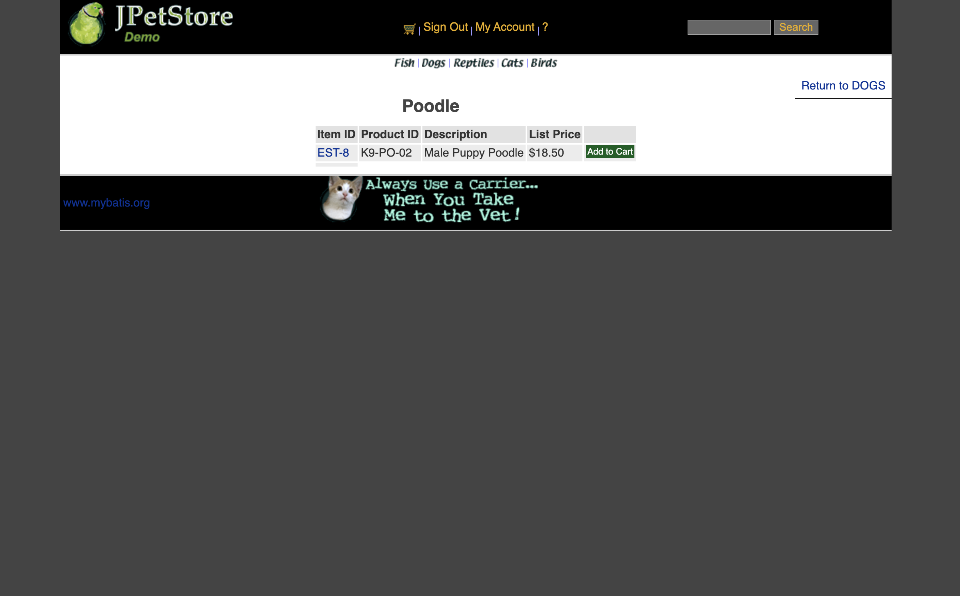 JPetStore
Demo
Sign Out | My Account | ?
Search
Fish | Dogs | Reptiles | Cats | Birds
Return to DOGS
Poodle
Item ID Product ID Description List Price
EST-8 K9-PO-02 Male Puppy Poodle $18.50 Add to Cart
www.mybatis.org
Always Use a Carrier...
When You Take
Me to the Vet!